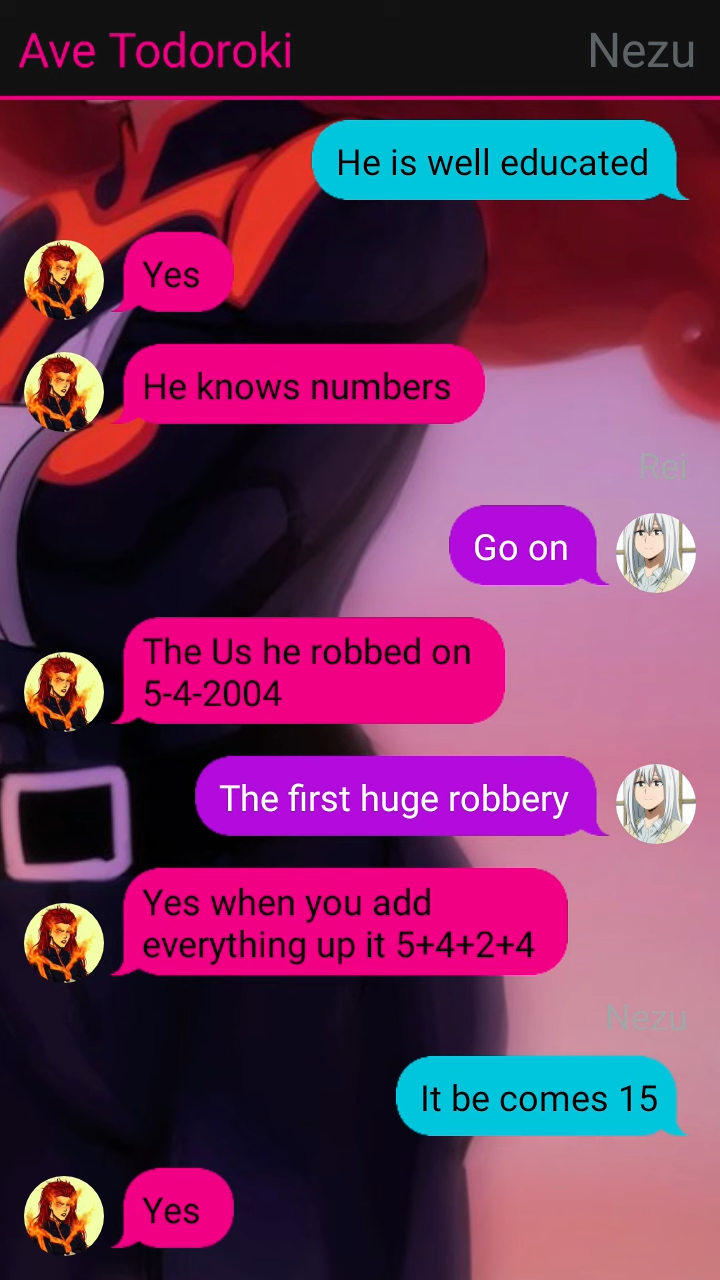 Ave Todoroki
Nezu
He is well educated
Yes
He knows numbers
Rei
Go on
The Us he robbed on
5-4-2004
The first huge robbery
Yes when you add
everything up it 5+4+2+4
Nezu
It be comes 15
Yes